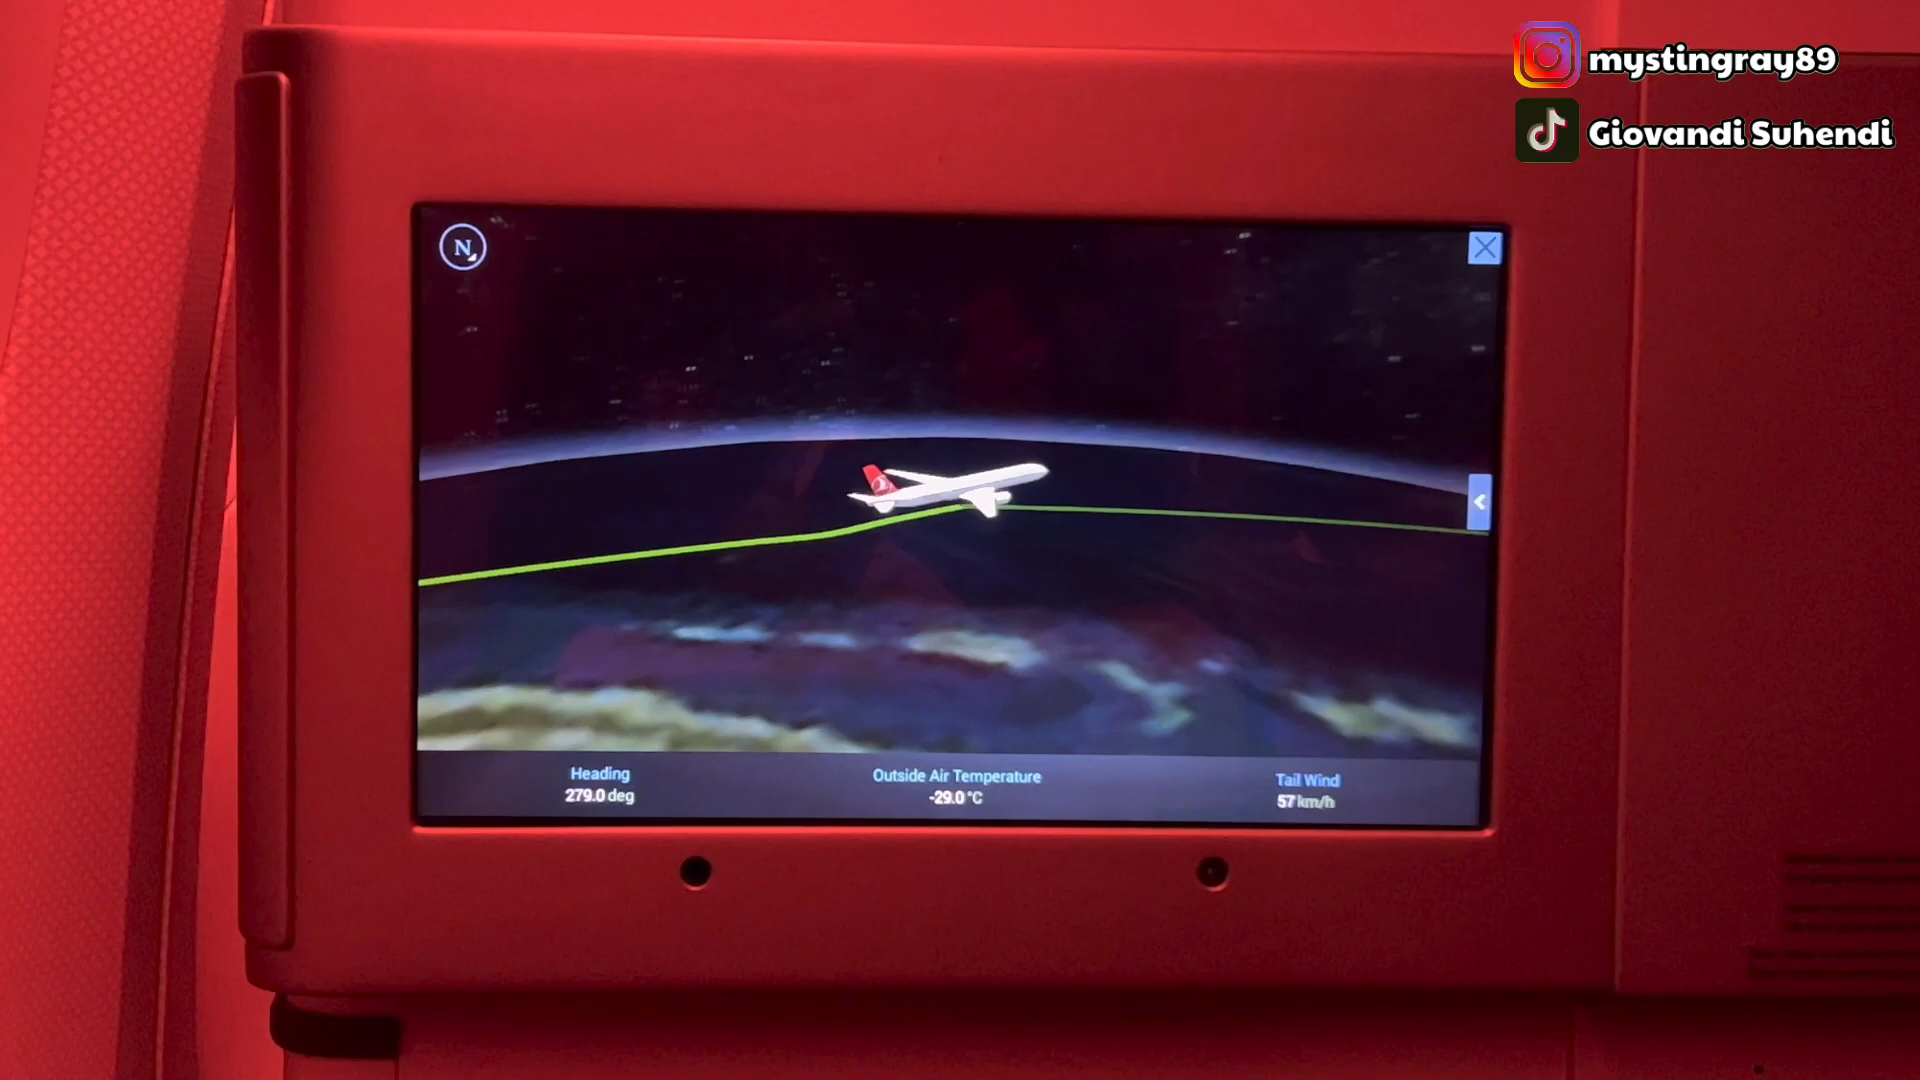 mystingray89
Giovandi Suhendi
N
Heading
279.0 deg
Outside Air Temperature
-29.0 °C
Tail Wind
57 km/h